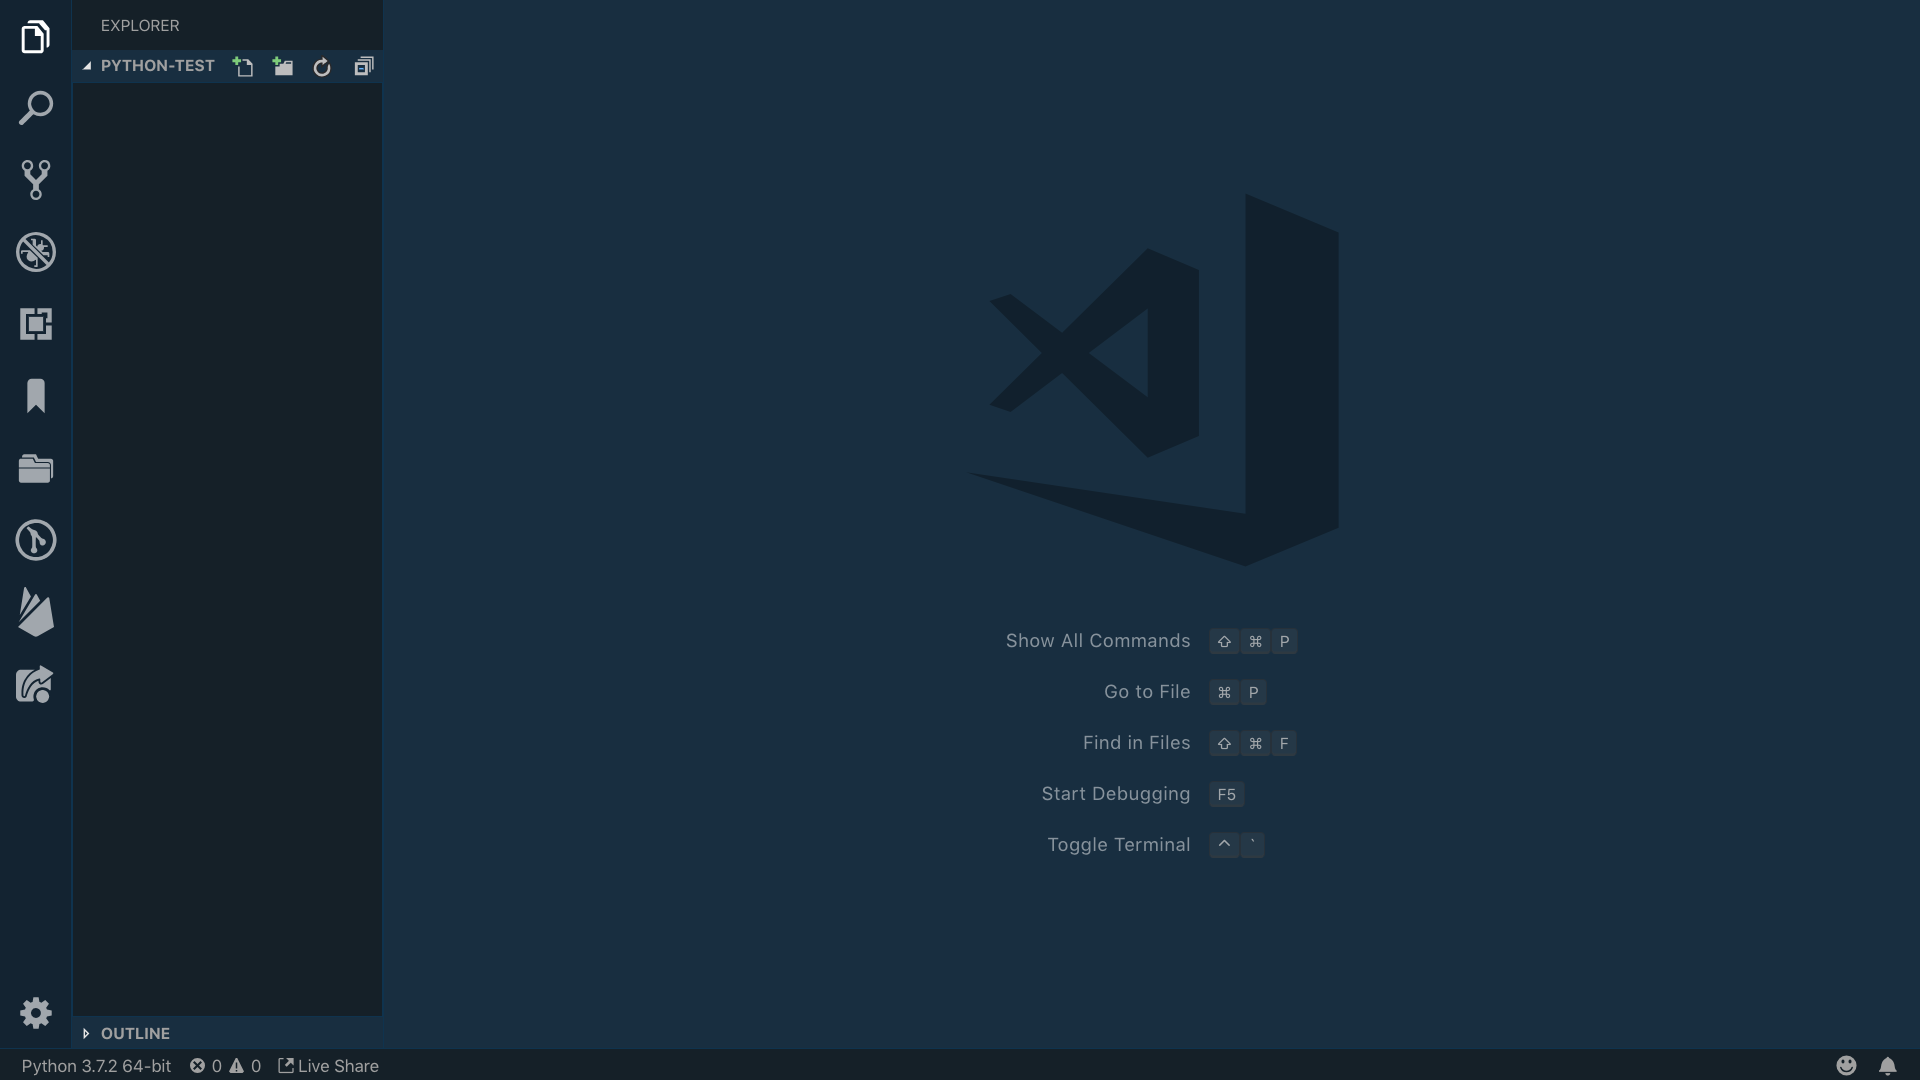 EXPLORER
PYTHON-TEST
Show All Commands ⇧ ⌘ P
Go to File ⌘ P
Find in Files ⇧ ⌘ F
Start Debugging F5
Toggle Terminal ^ `
OUTLINE
Python 3.7.2 64-bit 0 0 Live Share